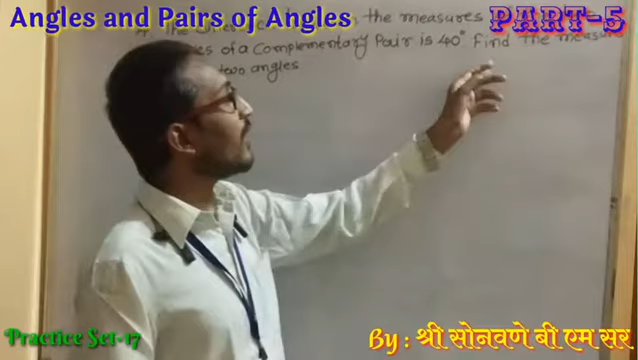 Angles and Pairs of Angles
PART-5
the measures
of a Complementary Pair is 40° Find the
two angles
Practice Set-17
By : श्री सोनवणे बी एम सर